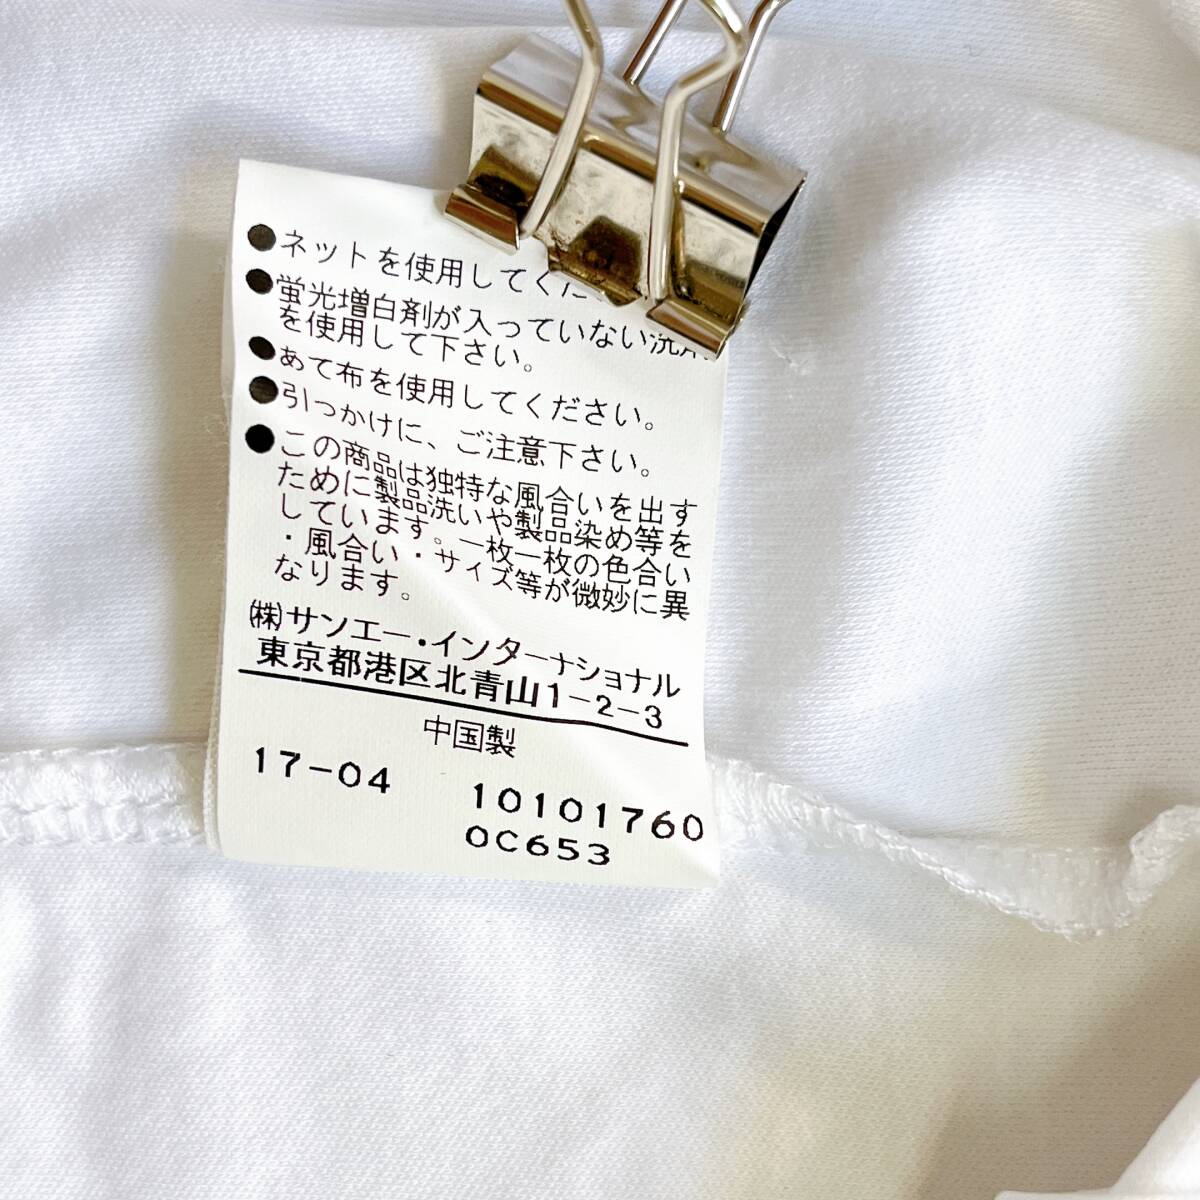 ●ネットを使用してくだ
●蛍光増白剤が入っていない洗剤
を使用して下さい。
●あて布を使用してください。
●引っかけに、ご注意下さい。
●この商品は独特な風合いを出す
ために製品洗いや製品染め等を
しています。一枚一枚の色合い
・風合い・サイズ等が微妙に異
なります。
㈱サンエー・インターナショナル
東京都港区北青山1-2-3
中国製
17-04 10101760
0C653